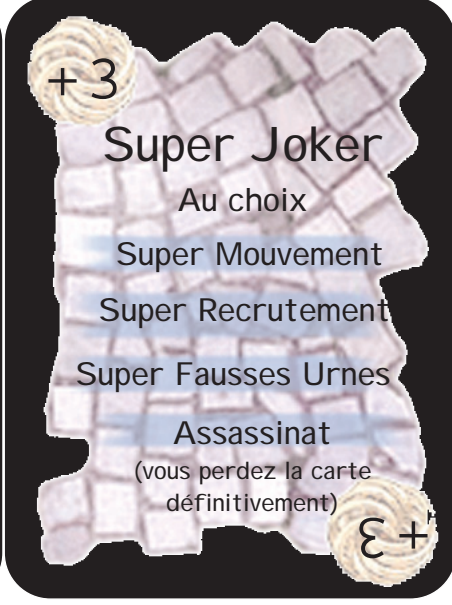 +3
Super Joker
Au choix
Super Mouvement
Super Recrutement
Super Fausses Urnes
Assassinat
(vous perdez la carte
définitivement)
+3